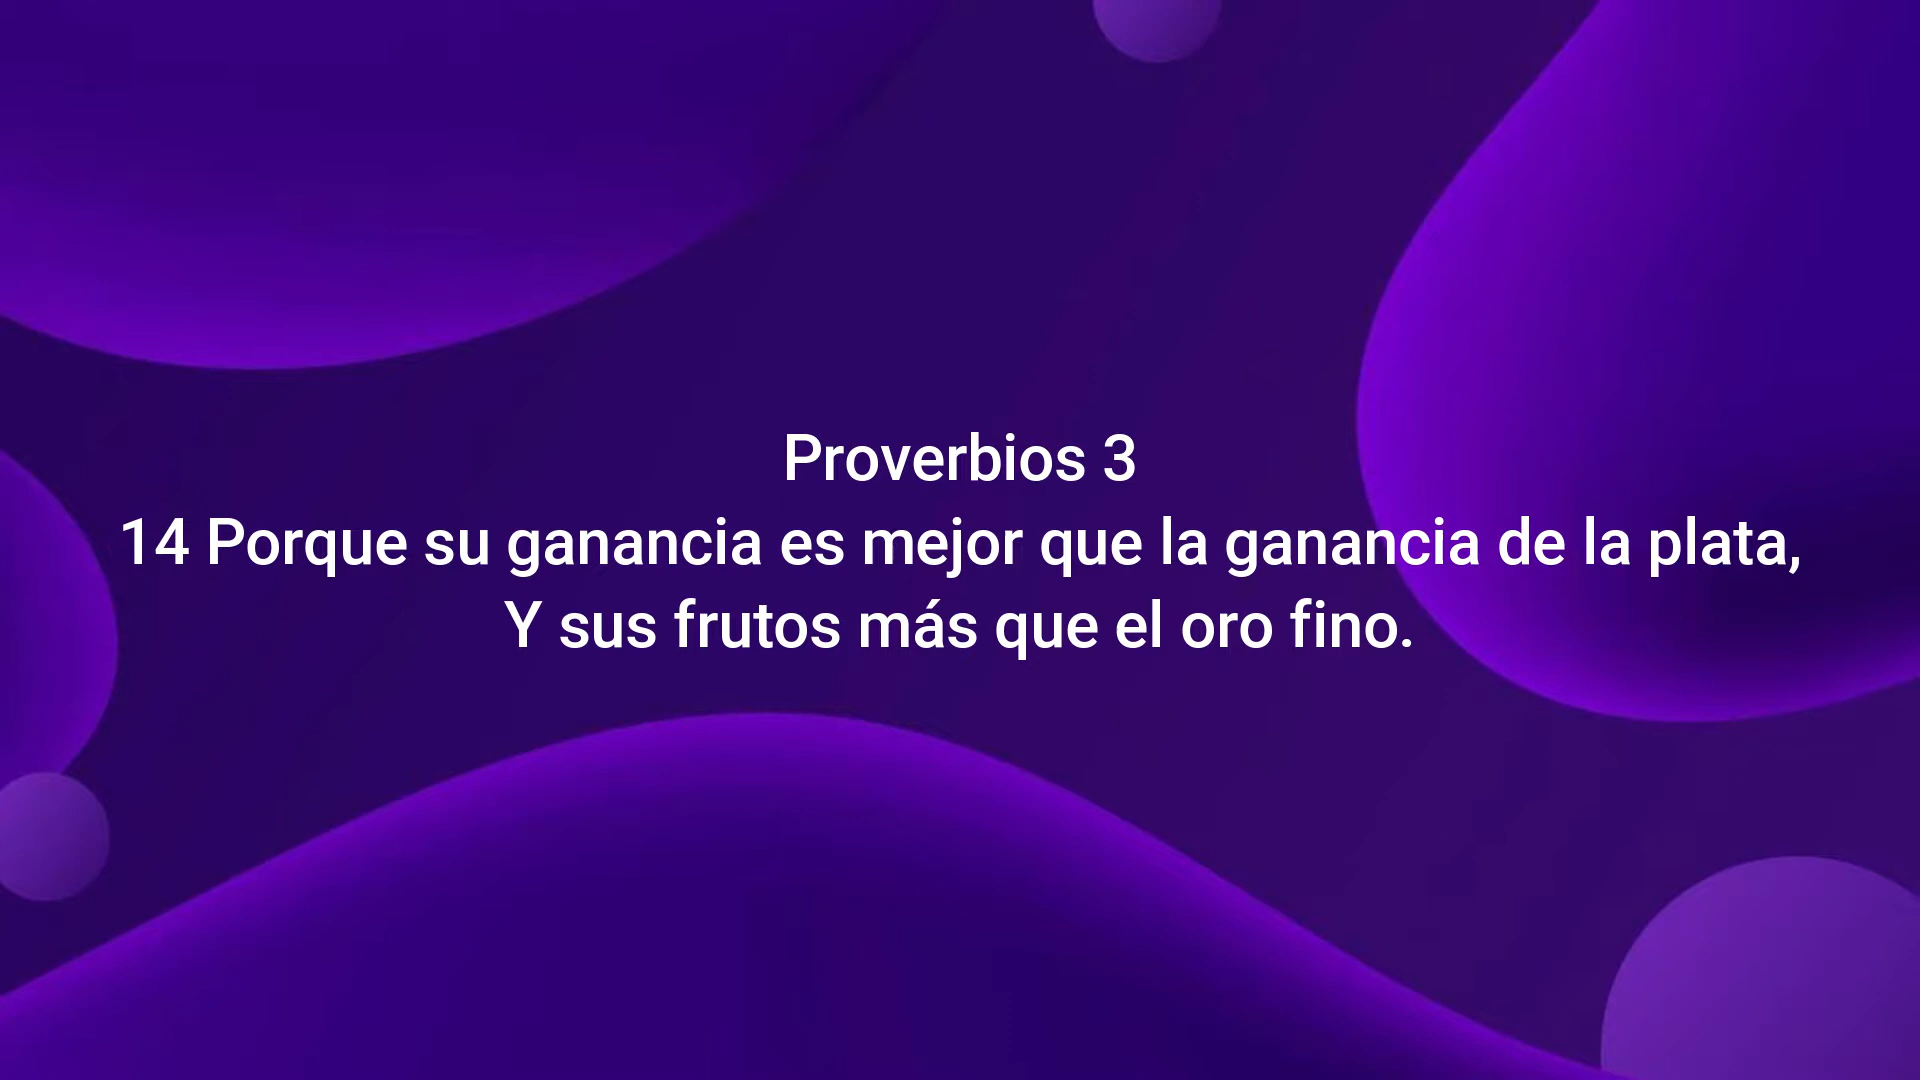 Proverbios 3
14 Porque su ganancia es mejor que la ganancia de la plata,
Y sus frutos más que el oro fino.